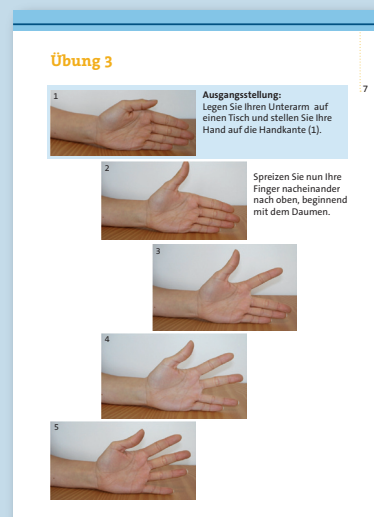 Übung 3
7
1
Ausgangsstellung:
Legen Sie Ihren Unterarm auf
einen Tisch und stellen Sie Ihre
Hand auf die Handkante (1).
2
Spreizen Sie nun Ihre
Finger nacheinander
nach oben, beginnend
mit dem Daumen.
3
4
5